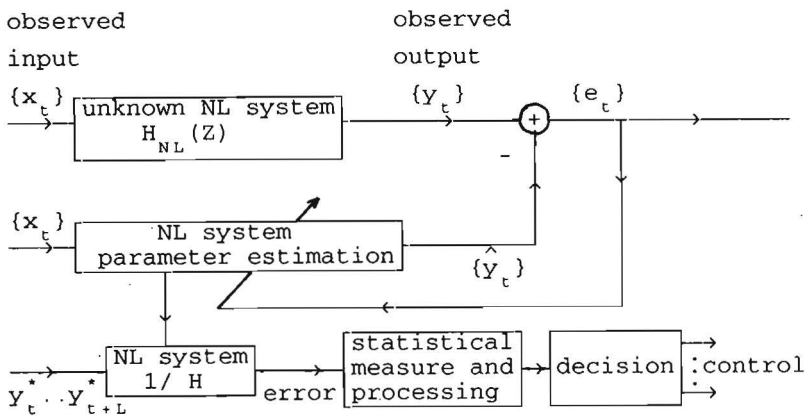 observed
input
observed
output
{x_t}
unknown NL system
H_NL(Z)
{y_t}
+
-
{e_t}
{x_t}
NL system
parameter estimation
{ŷ_t}
y*_t..y*_t+L
NL system
1/ H
error
statistical
measure and
processing
decision
:control